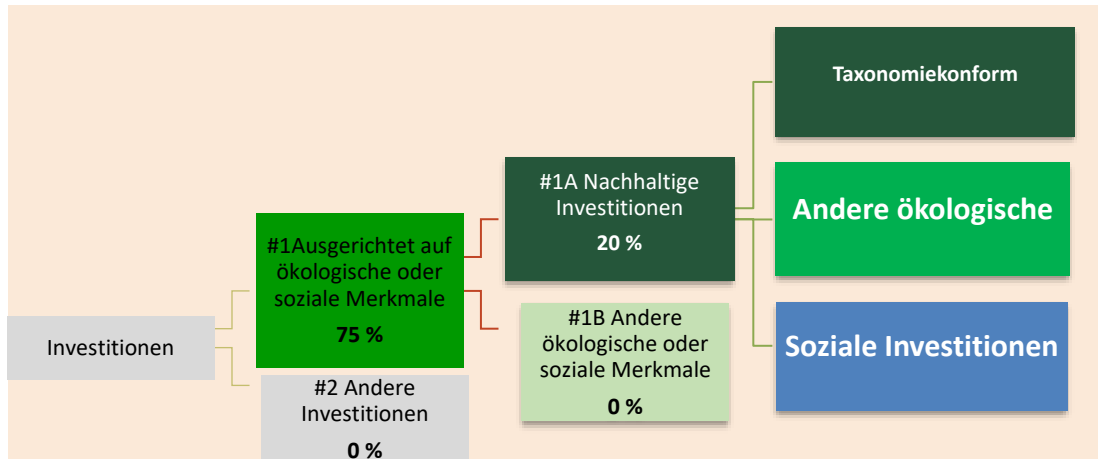 Investitionen
#1Ausgerichtet auf
ökologische oder
soziale Merkmale
75 %
#2 Andere
Investitionen
0 %
#1A Nachhaltige
Investitionen
20 %
#1B Andere
ökologische oder
soziale Merkmale
0 %
Taxonomiekonform
Andere ökologische
Soziale Investitionen